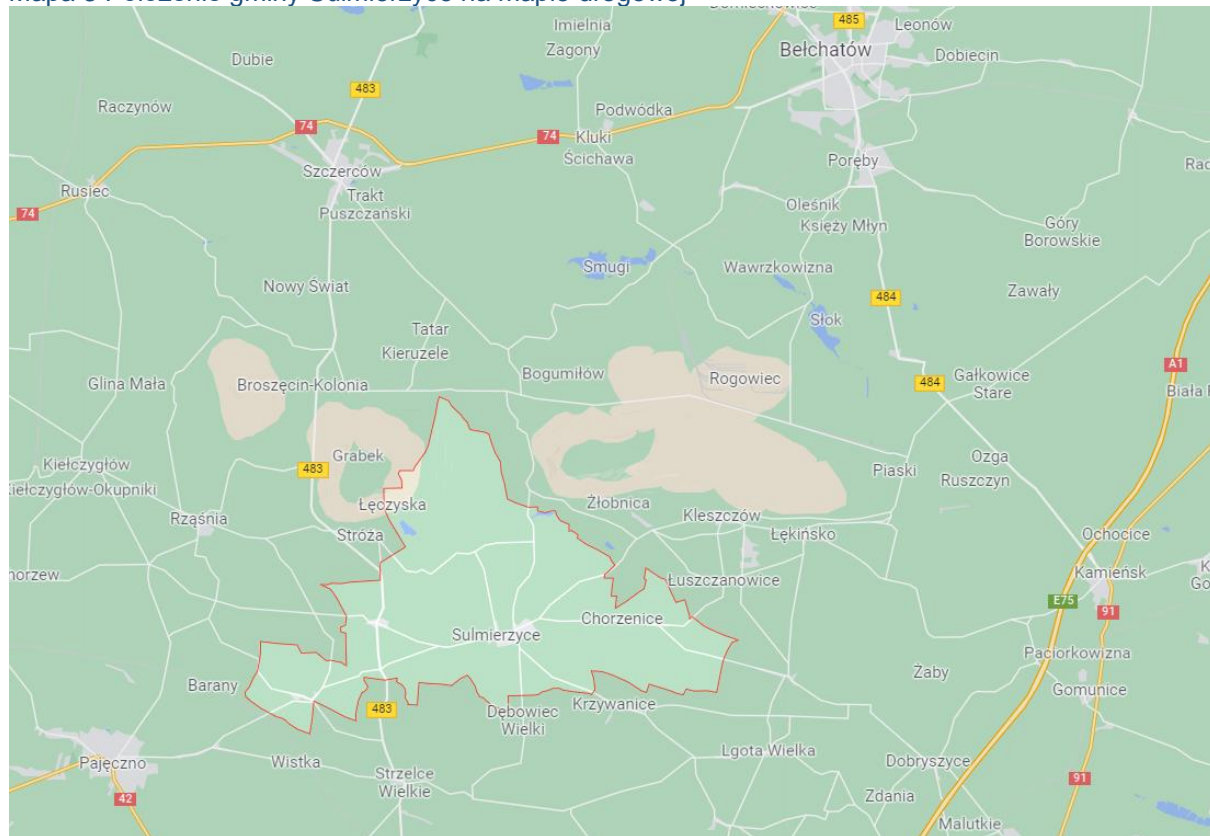 Domiechowice
485
Leonów
Imielnia
Zagony
Bełchatów
Dobiecin
Dubie
483
Raczynów
Podwódka
74
74
Kluki
Ścichawa
Szczerców
Poręby
Rusiec
Trakt
Puszczański
74
Oleśnik
Księży Młyn
Góry
Borowskie
Smugi
Wawrzkowizna
Nowy Świat
484
Zawały
Tatar
Słok
Kieruzele
A1
Bogumiłów
Rogowiec
Gałkowice
Stare
Glina Mała
Broszęcin-Kolonia
484
Grabek
Kiełczygłów
483
Piaski
Ozga
Ruszczyn
Kiełczygłów-Okupniki
Łęczyska
Żłobnica
Rząśnia
Kleszczów
Stróża
Łękińsko
Ochocice
Kamieńsk
Łuszczanowice
E75
91
Chorzenice
Sulmierzyce
Paciorkowizna
Żaby
Barany
Gomunice
483
Krzywanice
Dębowiec
Wielki
Lgota Wielka
Pajęczno
Wistka
Dobryszyce
Strzelce
Wielkie
91
42
Zdania
Malutkie